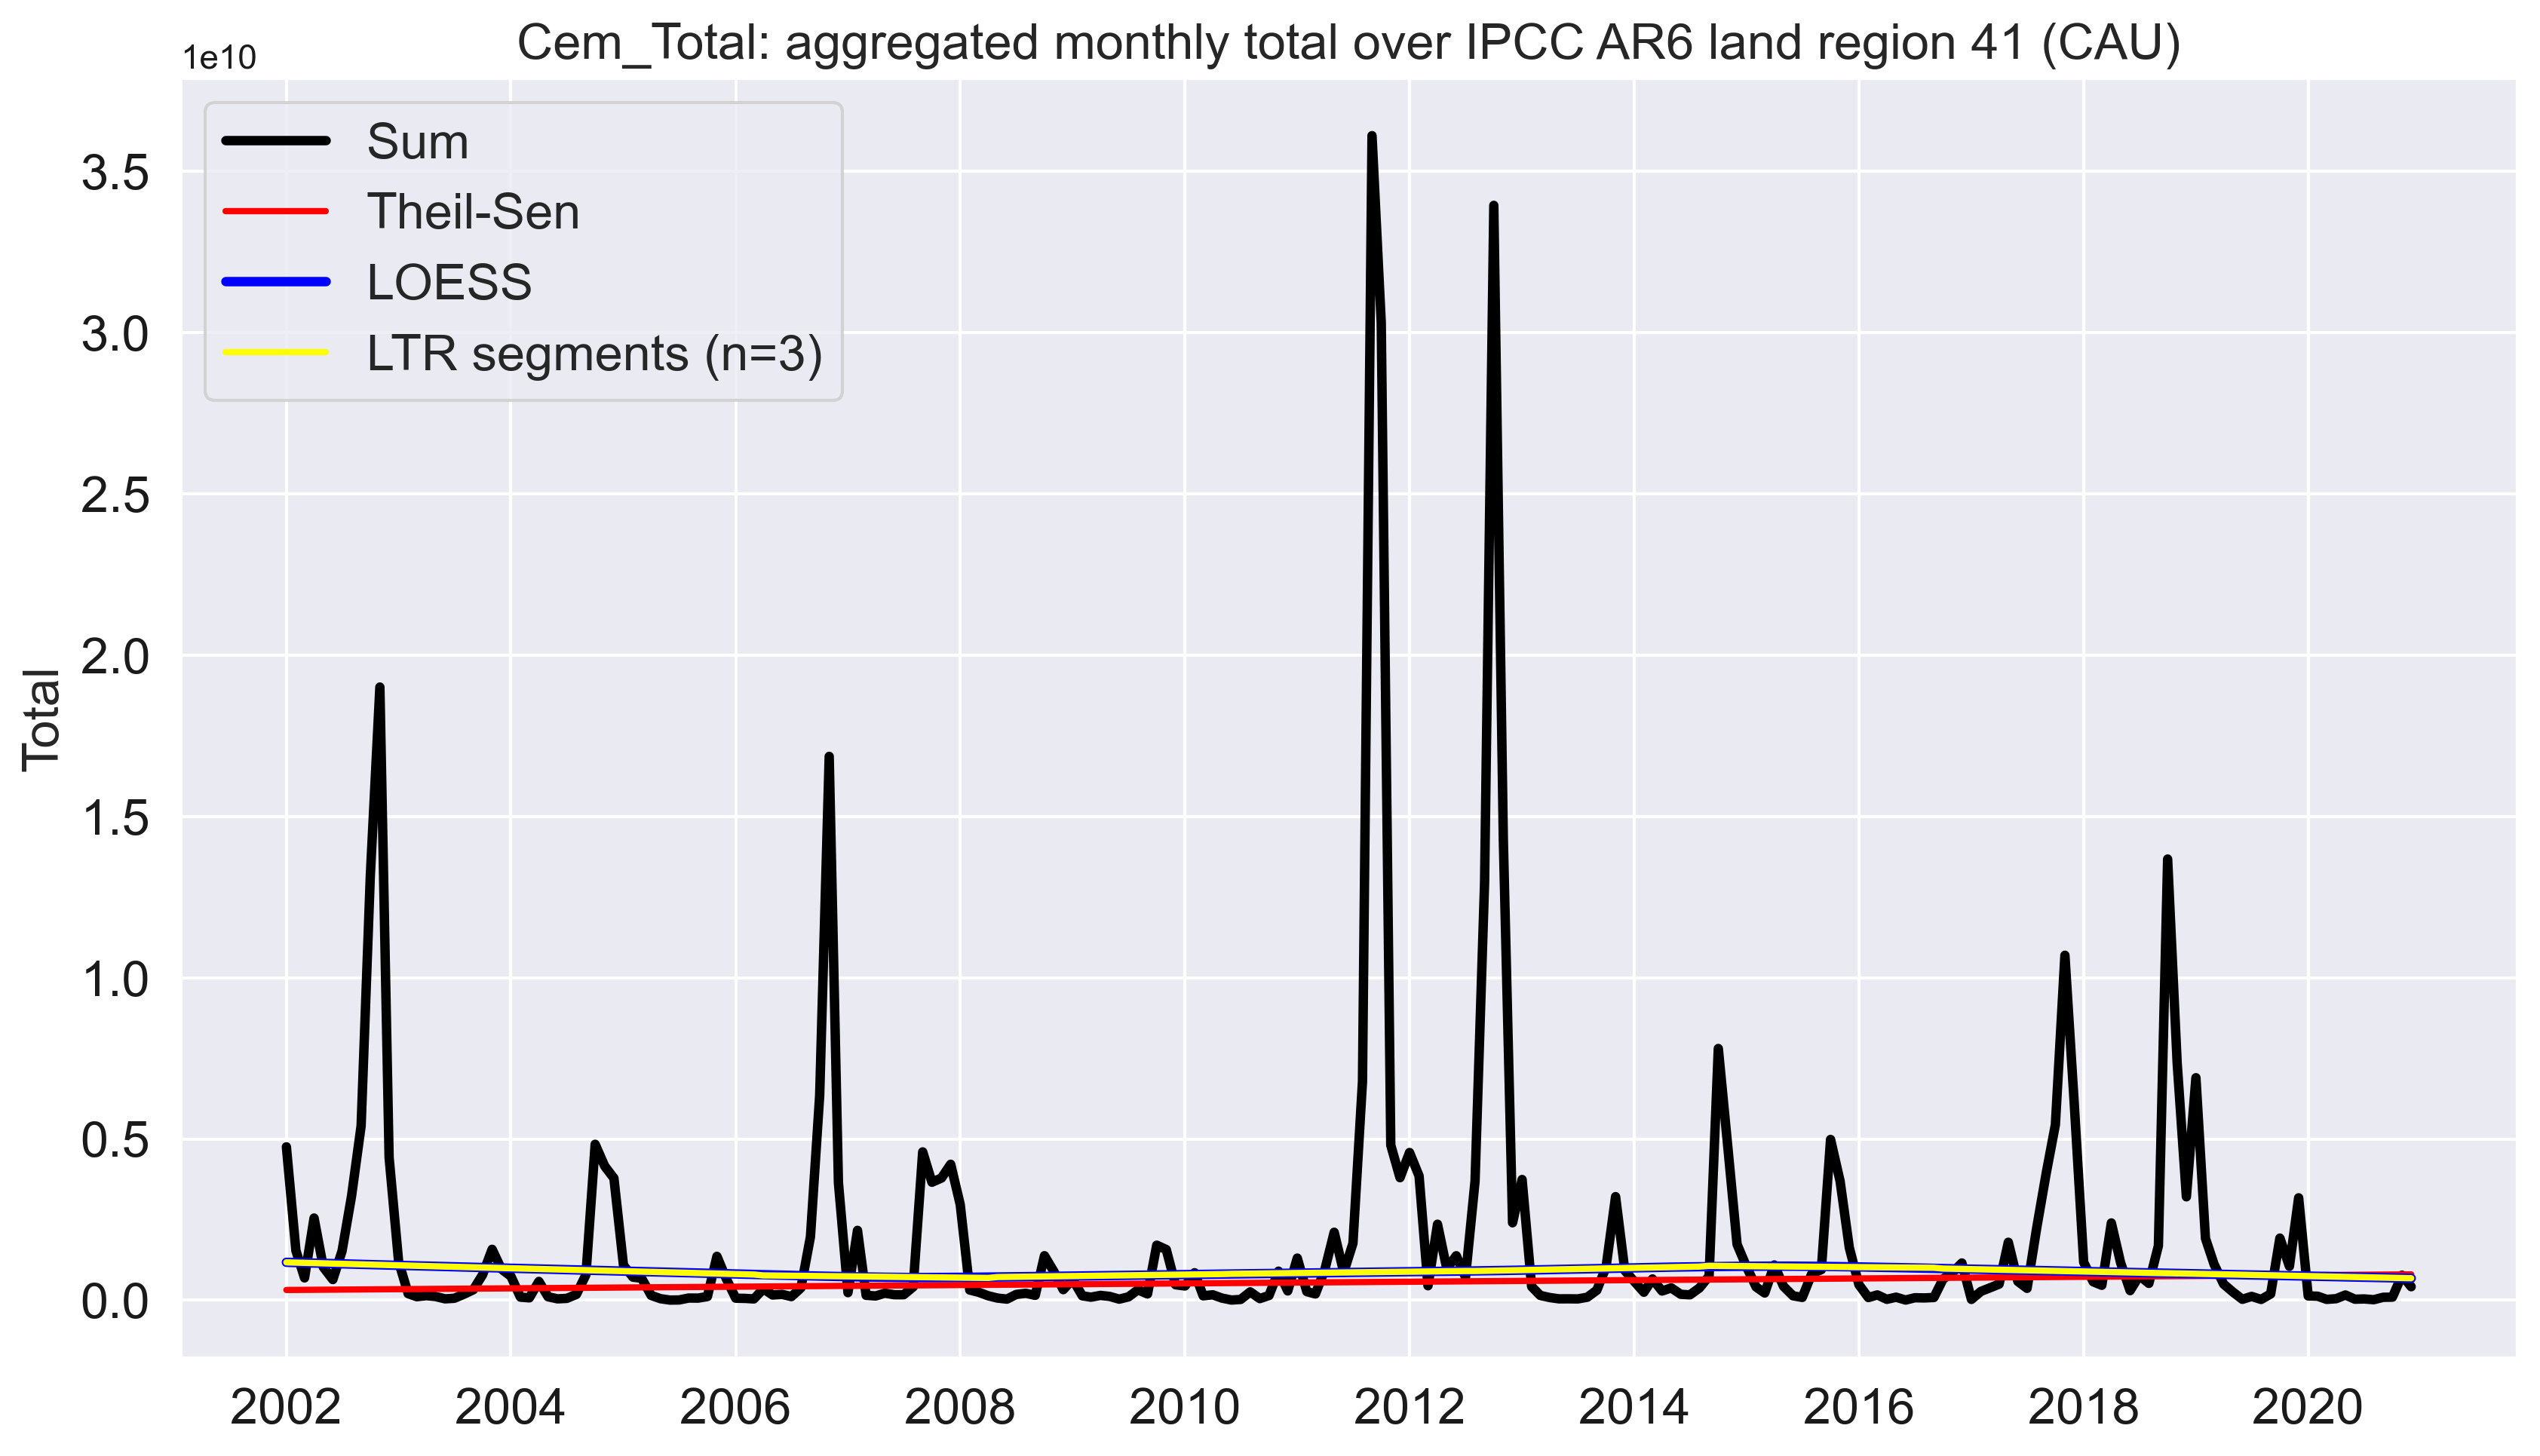 Cem_Total: aggregated monthly total over IPCC AR6 land region 41 (CAU)
1e10
Sum
Theil-Sen
LOESS
LTR segments (n=3)
3.5
3.0
2.5
2.0
1.5
1.0
0.5
0.0
Total
2002 2004 2006 2008 2010 2012 2014 2016 2018 2020